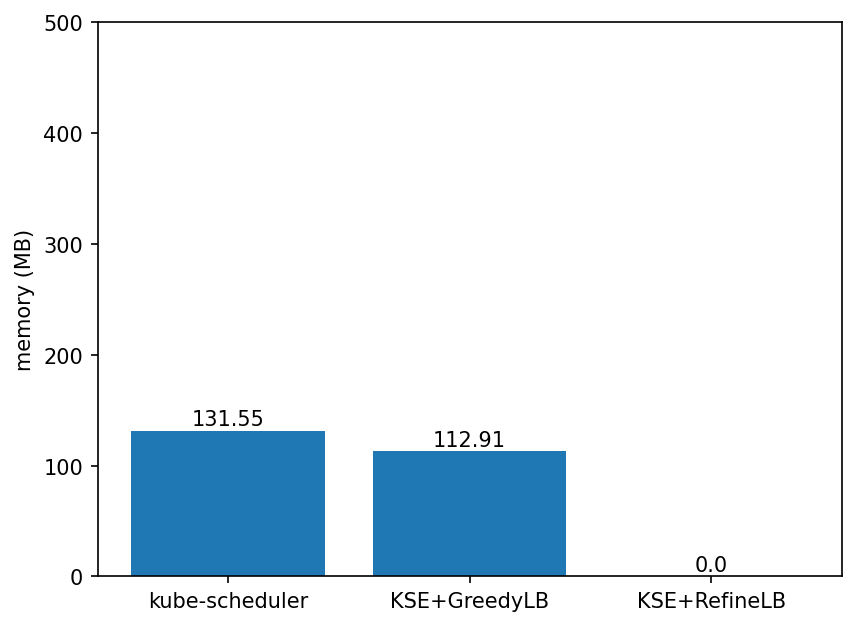 500
400
300
200
100
0
memory (MB)
131.55
112.91
0.0
kube-scheduler
KSE+GreedyLB
KSE+RefineLB